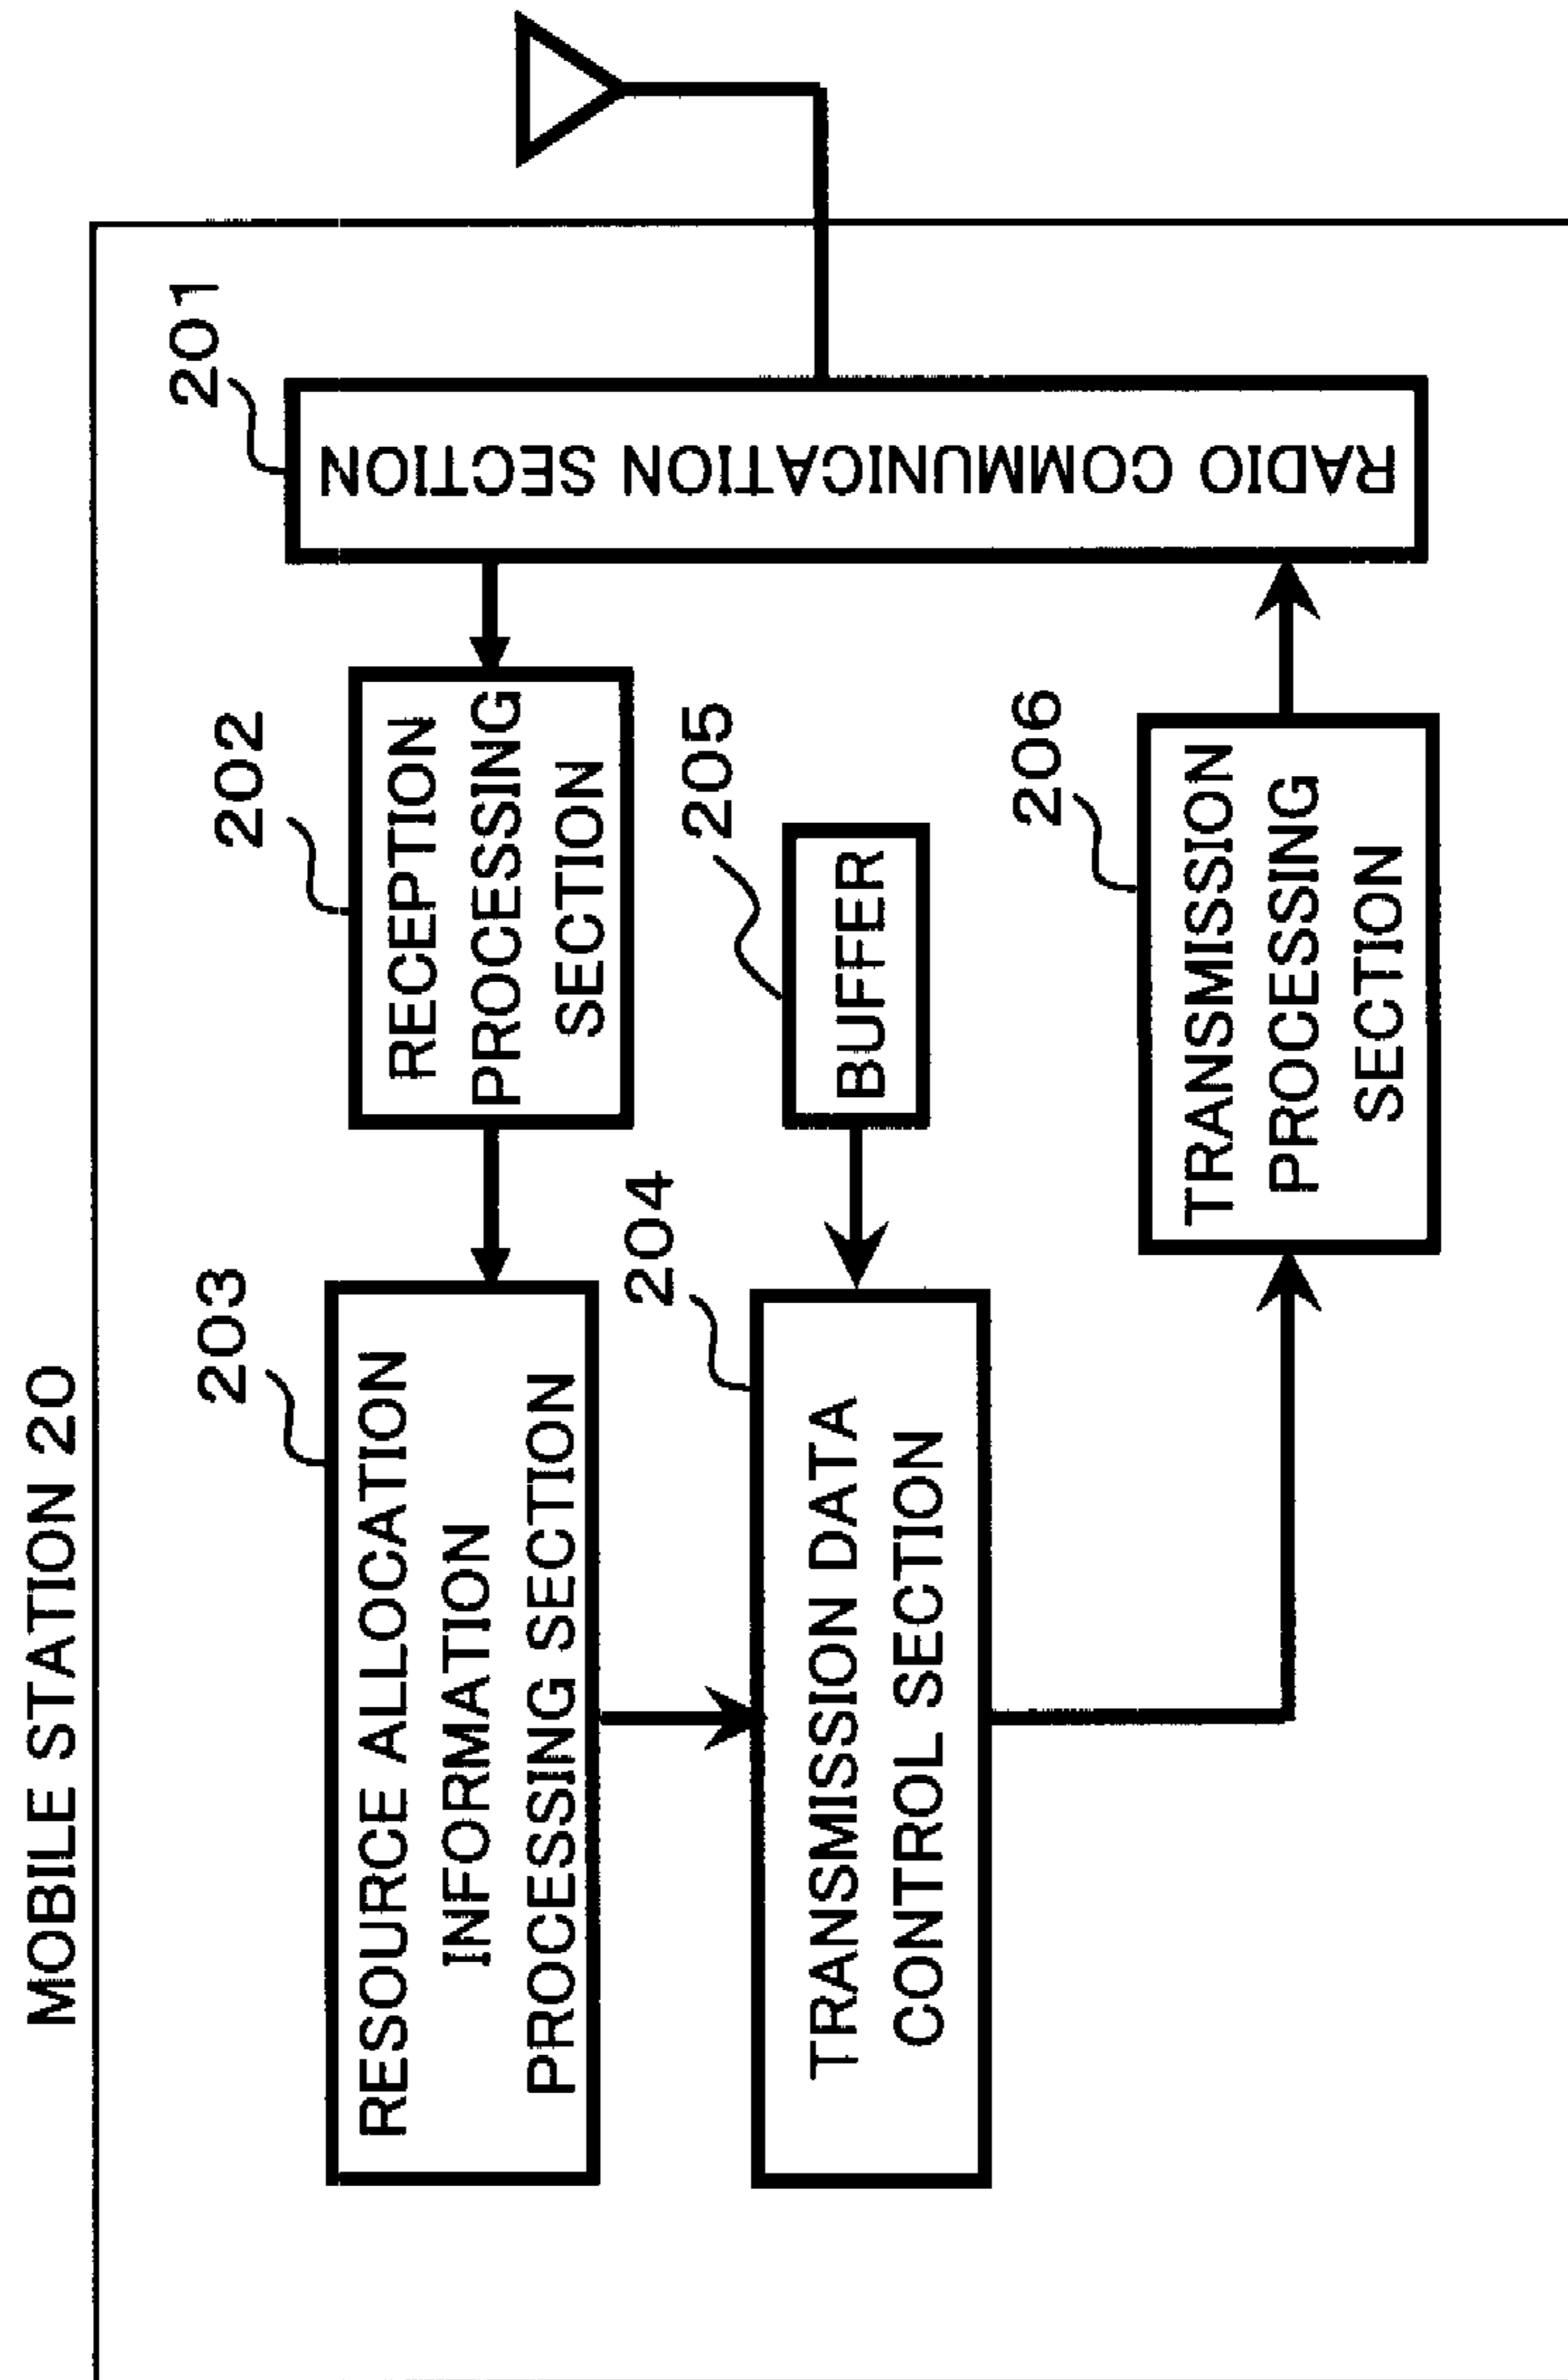 MOBILE STATION 20
203
RESOURCE ALLOCATION
INFORMATION
PROCESSING SECTION
202
RECEPTION
PROCESSING
SECTION
201
RADIO COMMUNICATION SECTION
204
TRANSMISSION DATA
CONTROL SECTION
205
BUFFER
206
TRANSMISSION
PROCESSING
SECTION